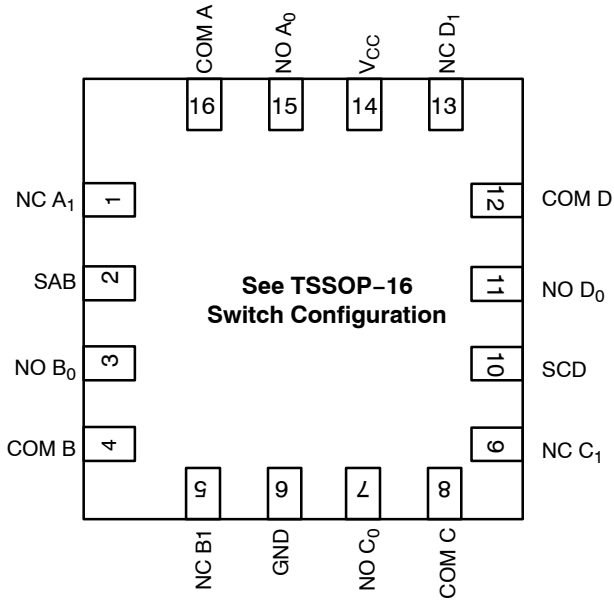 COM A
NO A₀
VCC
NC D₁
16
15
14
13
NC A₁
1
12
COM D
SAB
2
See TSSOP–16
Switch Configuration
11
NO D₀
NO B₀
3
10
SCD
COM B
4
9
NC C₁
5
6
7
8
NC B1
GND
NO C₀
COM C